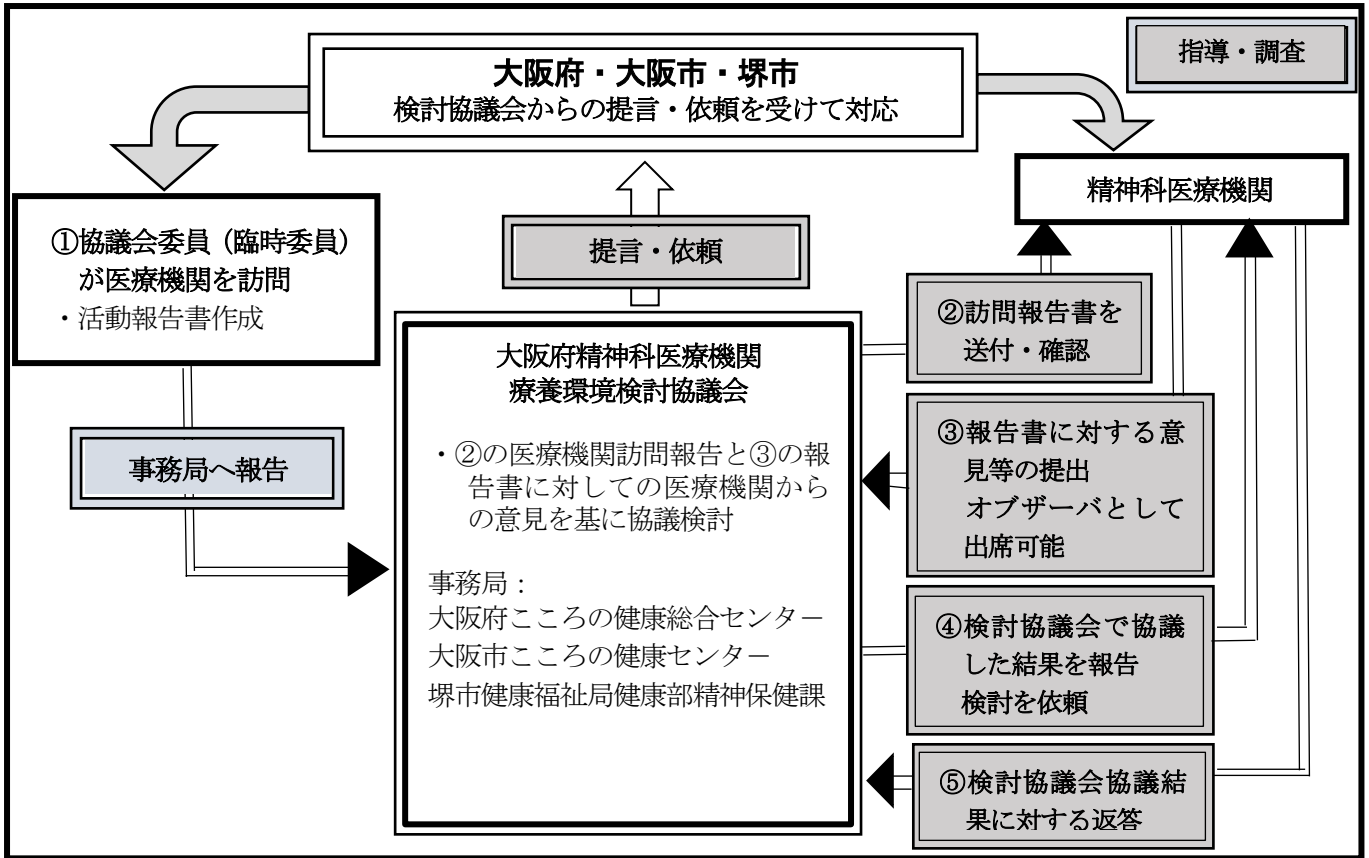 指導・調査
大阪府・大阪市・堺市
検討協議会からの提言・依頼を受けて対応
精神科医療機関
①協議会委員（臨時委員）
が医療機関を訪問
・活動報告書作成
提言・依頼
事務局へ報告
大阪府精神科医療機関
療養環境検討協議会
・②の医療機関訪問報告と③の報
告書に対しての医療機関から
の意見を基に協議検討
事務局：
大阪府こころの健康総合センター
大阪市こころの健康センター
堺市健康福祉局健康部精神保健課
②訪問報告書を
送付・確認
③報告書に対する意
見等の提出
オブザーバとして
出席可能
④検討協議会で協議
した結果を報告
検討を依頼
⑤検討協議会協議結
果に対する返答